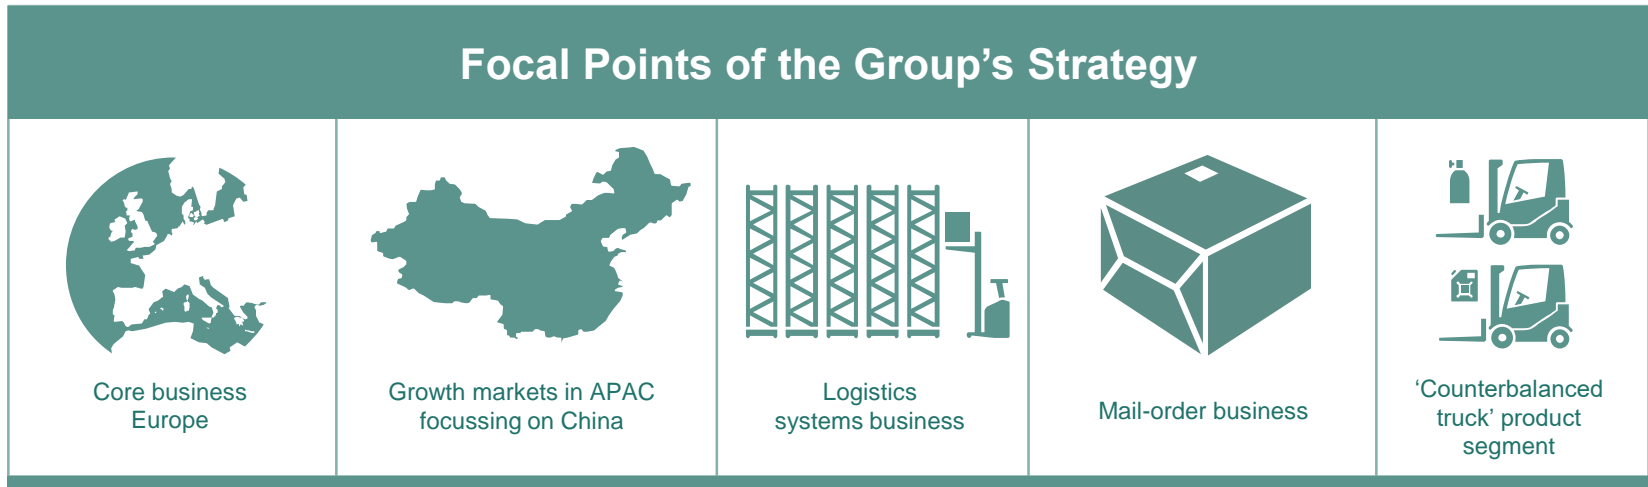 Focal Points of the Group’s Strategy
Core business
Europe
Growth markets in APAC
focussing on China
Logistics
systems business
Mail-order business
‘Counterbalanced
truck’ product
segment